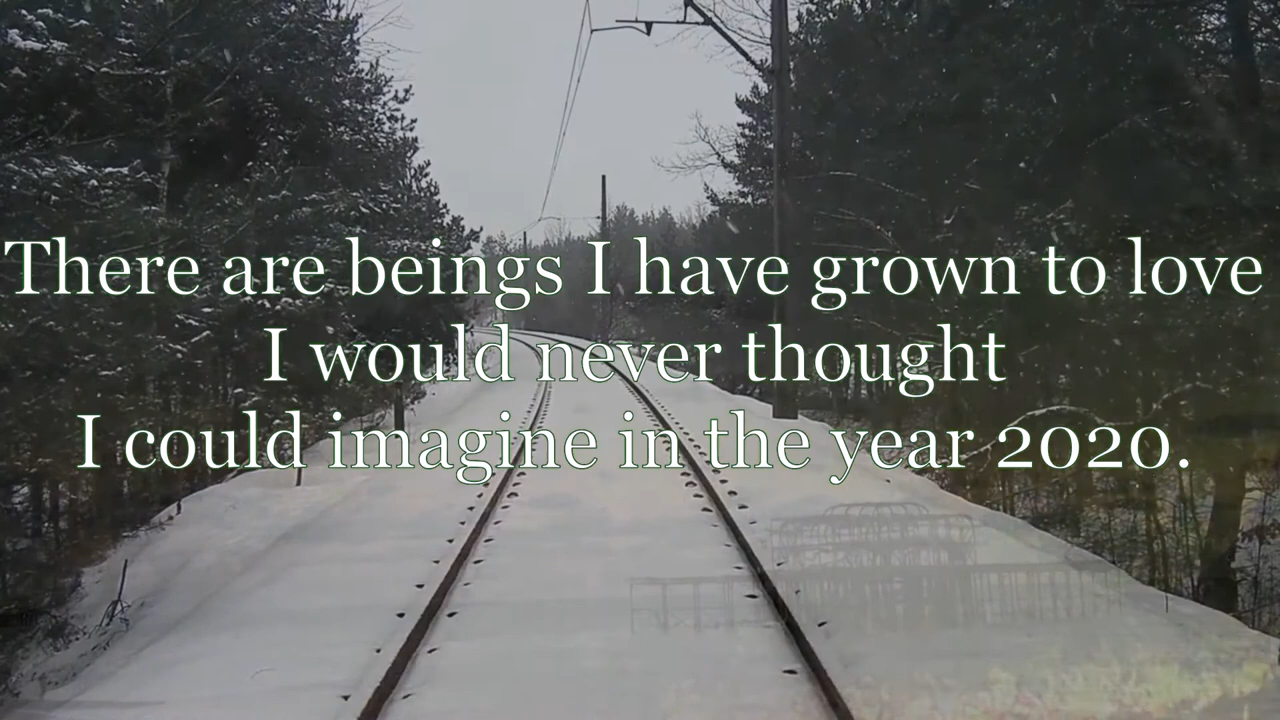 There are beings I have grown to love
I would never thought
I could imagine in the year 2020.